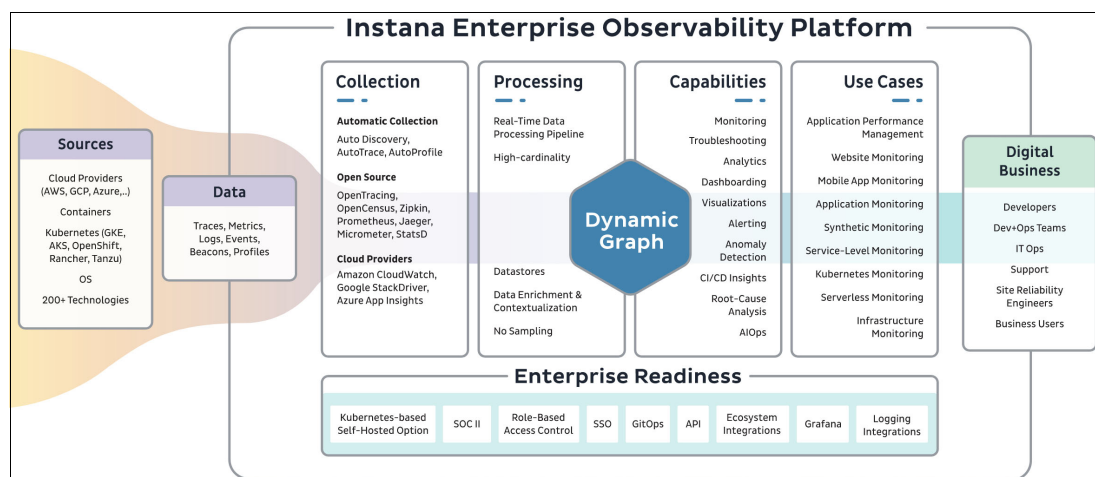 Instana Enterprise Observability Platform
Sources
Cloud Providers
(AWS, GCP, Azure,..)
Containers
Kubernetes (GKE,
AKS, OpenShift,
Rancher, Tanzu)
OS
200+ Technologies
Data
Traces, Metrics,
Logs, Events,
Beacons, Profiles
Collection
Automatic Collection
Auto Discovery,
AutoTrace, AutoProfile
Open Source
OpenTracing,
OpenCensus, Zipkin,
Prometheus, Jaeger,
Micrometer, StatsD
Cloud Providers
Amazon CloudWatch,
Google StackDriver,
Azure App Insights
Processing
Real-Time Data
Processing Pipeline
High-cardinality
Datastores
Data Enrichment &
Contextualization
No Sampling
Dynamic
Graph
Capabilities
Monitoring
Troubleshooting
Analytics
Dashboarding
Visualizations
Alerting
Anomaly
Detection
CI/CD Insights
Root-Cause
Analysis
AIOps
Use Cases
Application Performance
Management
Website Monitoring
Mobile App Monitoring
Application Monitoring
Synthetic Monitoring
Service-Level Monitoring
Kubernetes Monitoring
Serverless Monitoring
Infrastructure
Monitoring
Digital
Business
Developers
Dev+Ops Teams
IT Ops
Support
Site Reliability
Engineers
Business Users
Enterprise Readiness
Kubernetes-based
Self-Hosted Option
SOC II
Role-Based
Access Control
SSO
GitOps
API
Ecosystem
Integrations
Grafana
Logging
Integrations